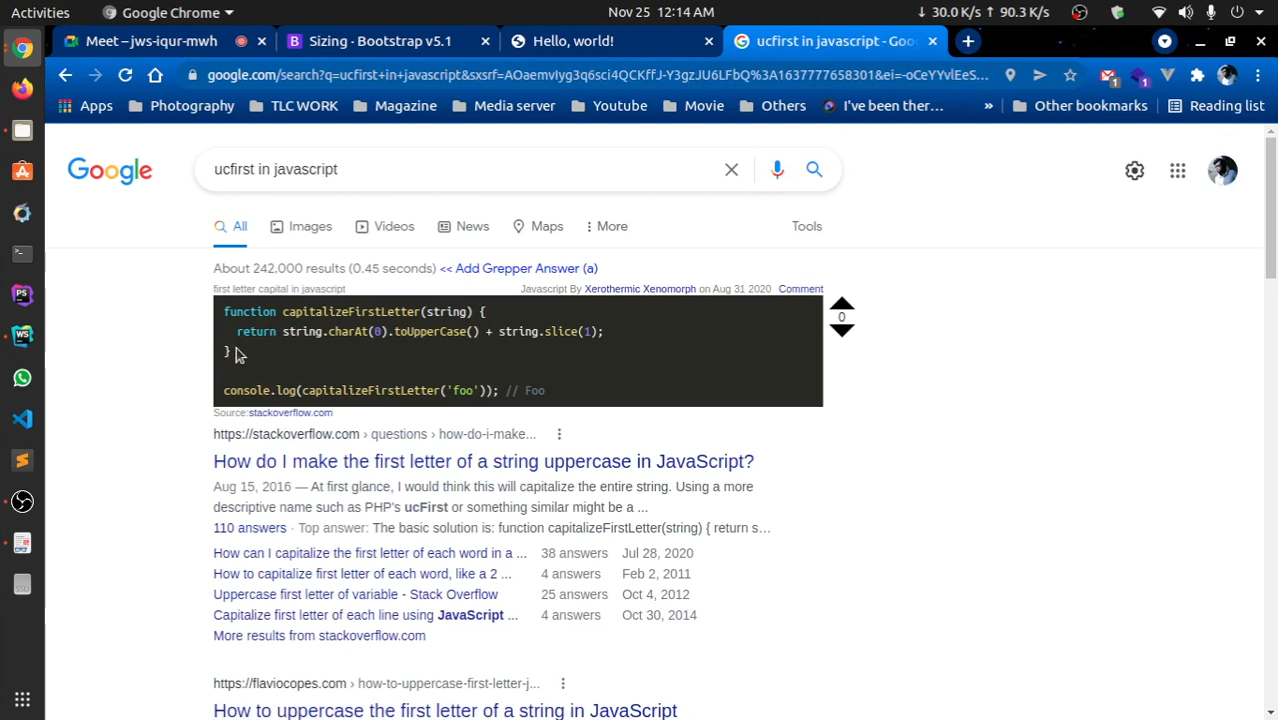 Activities Google Chrome Nov 25 12:14 AM ↓ 30.0 K/s ↑ 90.3 K/s
Meet – jws-iqur-mwh Sizing · Bootstrap v5.1 Hello, world! ucfirst in javascript - Goo
google.com/search?q=ucfirst+in+javascript&sxsrf=AOaemvIyg3q6sci4QCKffJ-Y3gzJU6LFbQ%3A1637777658301&ei=-oCeYYvlEeS... 1 1
Apps Photography TLC WORK Magazine Media server Youtube Movie Others I've been ther... » Other bookmarks Reading list
Google ucfirst in javascript
All Images Videos News Maps More Tools
About 242,000 results (0.45 seconds) << Add Grepper Answer (a)
first letter capital in javascript Javascript By Xerothermic Xenomorph on Aug 31 2020 Comment
function capitalizeFirstLetter(string) {
return string.charAt(0).toUpperCase() + string.slice(1);
}
0
console.log(capitalizeFirstLetter('foo')); // Foo
Source:stackoverflow.com
https://stackoverflow.com › questions › how-do-i-make...
How do I make the first letter of a string uppercase in JavaScript?
Aug 15, 2016 — At first glance, I would think this will capitalize the entire string. Using a more
descriptive name such as PHP's ucFirst or something similar might be a ...
110 answers · Top answer: The basic solution is: function capitalizeFirstLetter(string) { return s…
How can I capitalize the first letter of each word in a ... 38 answers Jul 28, 2020
How to capitalize first letter of each word, like a 2 ... 4 answers Feb 2, 2011
Uppercase first letter of variable - Stack Overflow 25 answers Oct 4, 2012
Capitalize first letter of each line using JavaScript ... 4 answers Oct 30, 2014
More results from stackoverflow.com
https://flaviocopes.com › how-to-uppercase-first-letter-j...
How to uppercase the first letter of a string in JavaScript